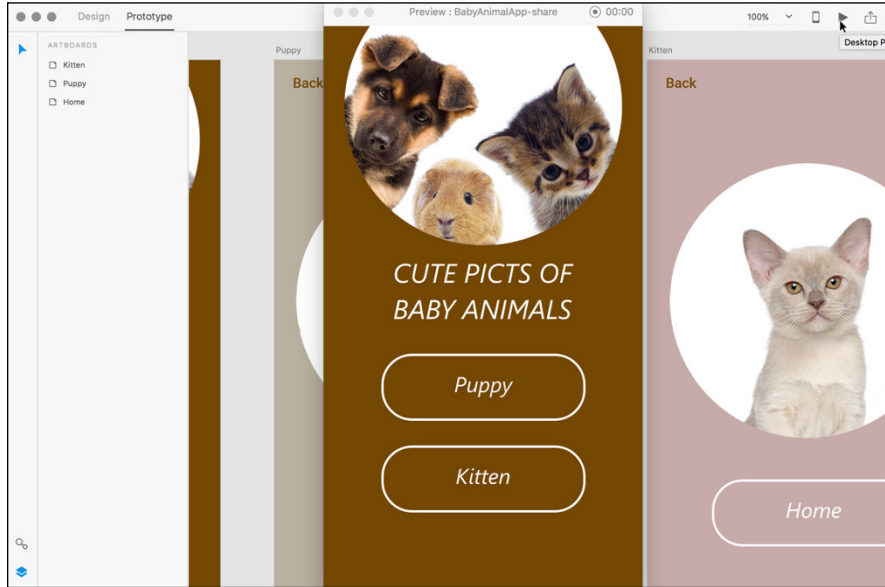 Design Prototype
Preview : BabyAnimalApp-share 00:00
100%
Desktop P
ARTBOARDS
Kitten
Puppy
Home
Puppy
Back
CUTE PICTS OF
BABY ANIMALS
Puppy
Kitten
Kitten
Back
Home